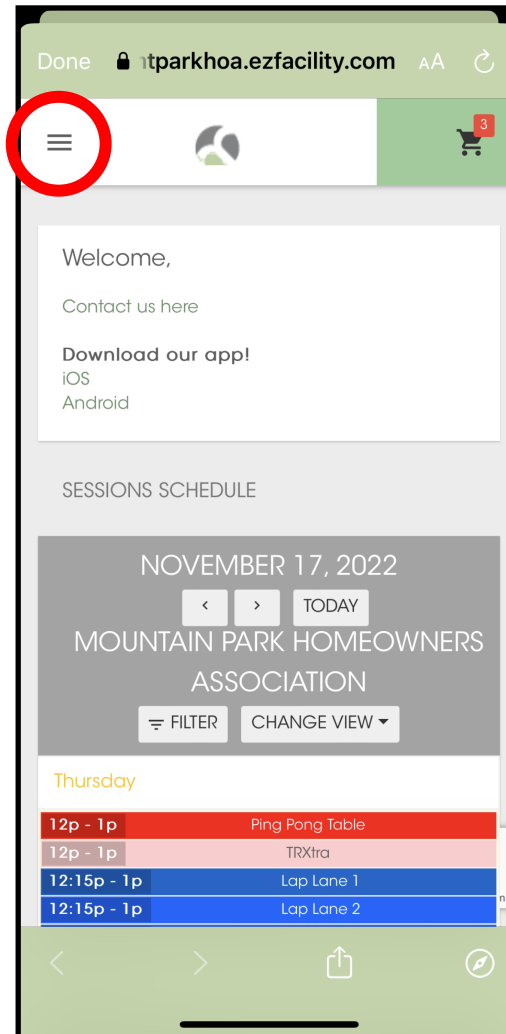 Done ntparkhoa.ezfacility.com AA
3
Welcome,
Contact us here
Download our app!
iOS
Android
SESSIONS SCHEDULE
NOVEMBER 17, 2022
< > TODAY
MOUNTAIN PARK HOMEOWNERS
ASSOCIATION
FILTER CHANGE VIEW
Thursday
12p - 1p Ping Pong Table
12p - 1p TRXtra
12:15p - 1p Lap Lane 1
12:15p - 1p Lap Lane 2